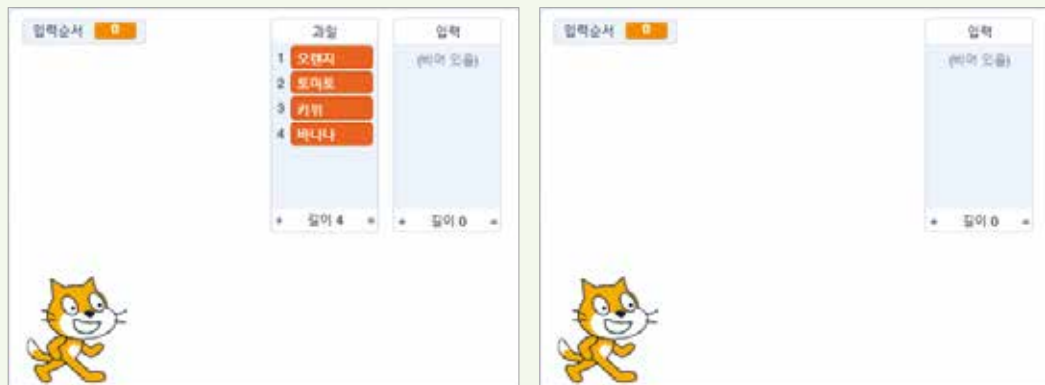 입력순서 0
과일
1 오렌지
2 토마토
3 키위
4 바나나
+ 길이 4 =
입력
(비어 있음)
+ 길이 0 =
입력순서 0
입력
(비어 있음)
+ 길이 0 =